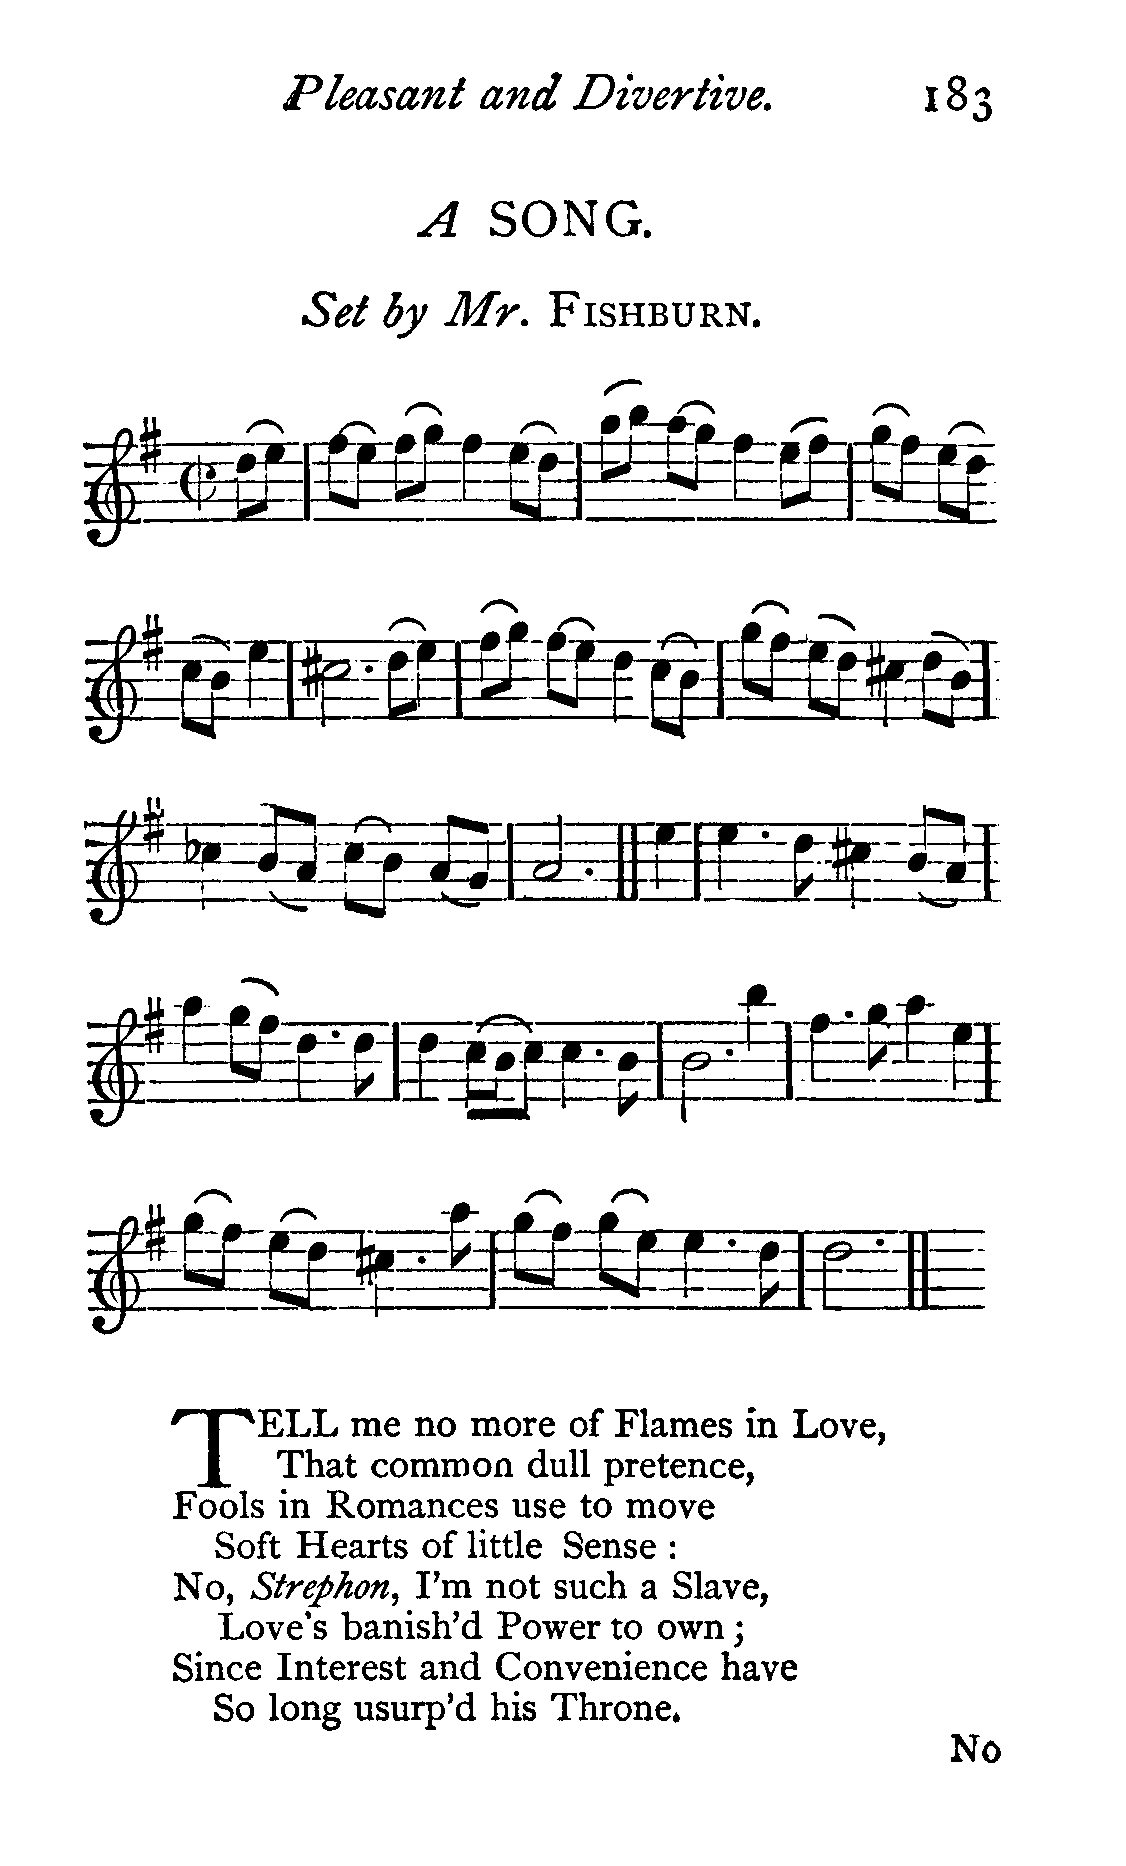 Pleasant and Divertive. 183
A SONG.
Set by Mr. FISHBURN.
TELL me no more of Flames in Love,
That common dull pretence,
Fools in Romances use to move
Soft Hearts of little Sense :
No, Strephon, I'm not such a Slave,
Love's banish'd Power to own ;
Since Interest and Convenience have
So long usurp'd his Throne.
No